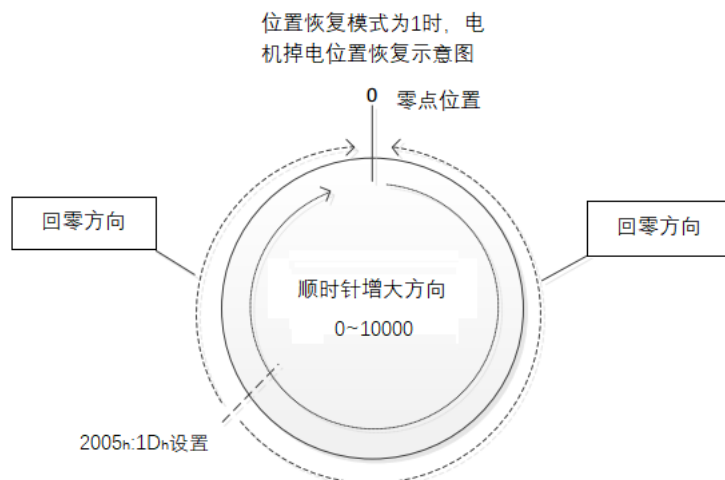 位置恢复模式为1时，电
机掉电位置恢复示意图
0 零点位置
回零方向
回零方向
顺时针增大方向
0~10000
2005h:1Dh设置